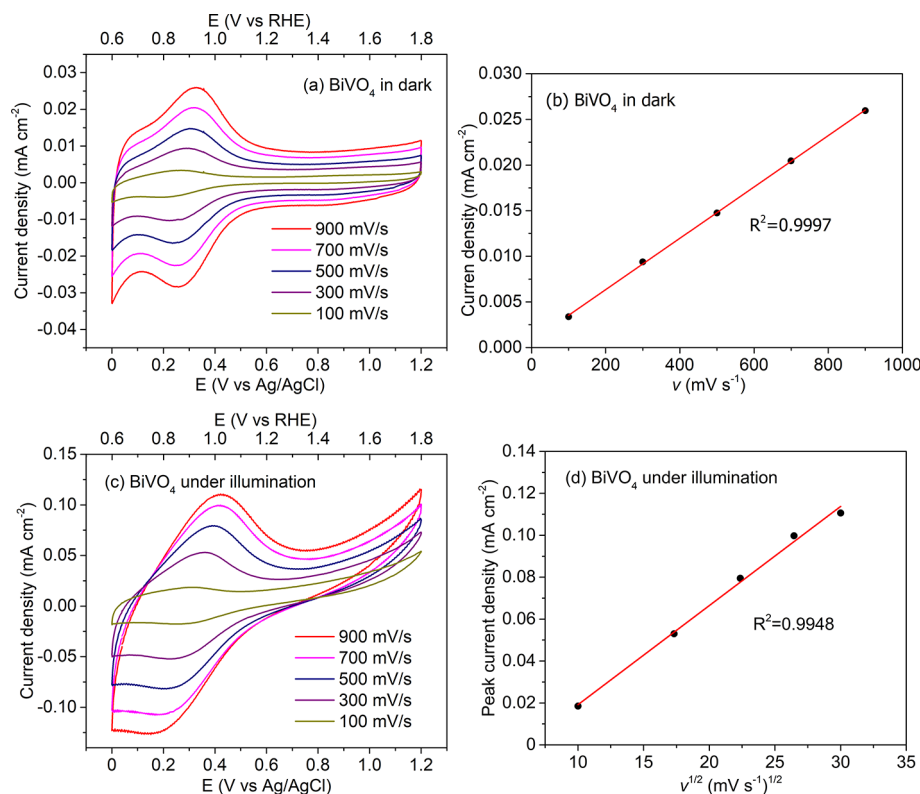 E (V vs RHE)
0.6 0.8 1.0 1.2 1.4 1.6 1.8
(a) BiVO4 in dark
Current density (mA cm-2)
0.03
0.02
0.01
0.00
-0.01
-0.02
-0.03
-0.04
900 mV/s
700 mV/s
500 mV/s
300 mV/s
100 mV/s
0 0.2 0.4 0.6 0.8 1.0 1.2
E (V vs Ag/AgCl)
(b) BiVO4 in dark
Curren density (mA cm-2)
0.030
0.025
0.020
0.015
0.010
0.005
0.000
R2=0.9997
0 200 400 600 800 1000
v (mV s-1)
E (V vs RHE)
0.6 0.8 1.0 1.2 1.4 1.6 1.8
(c) BiVO4 under illumination
Current density (mA cm-2)
0.15
0.10
0.05
0.00
-0.05
-0.10
900 mV/s
700 mV/s
500 mV/s
300 mV/s
100 mV/s
0 0.2 0.4 0.6 0.8 1.0 1.2
E (V vs Ag/AgCl)
(d) BiVO4 under illumination
Peak current density (mA cm-2)
0.14
0.12
0.10
0.08
0.06
0.04
0.02
0.00
R2=0.9948
10 15 20 25 30 35
v1/2 (mV s-1)1/2